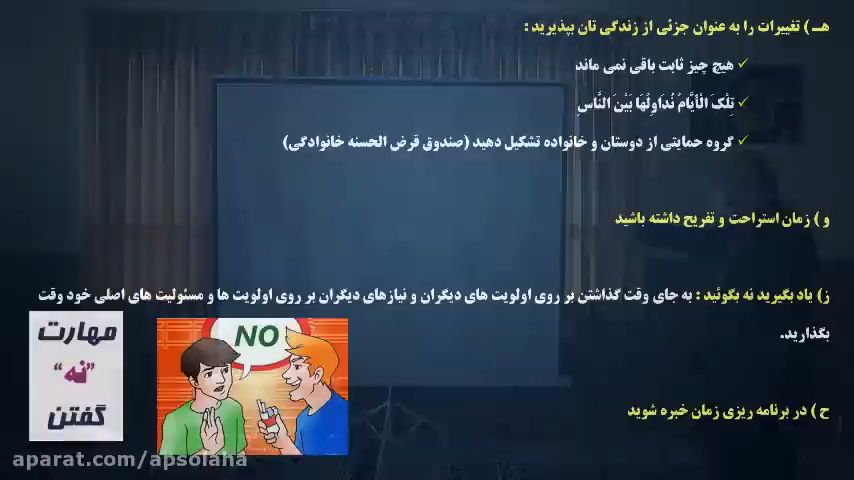 هـ ) تغییرات را به عنوان جزئی از زندگی تان بپذیرید :
✓ هیچ چیز ثابت باقی نمی ماند
✓ تِلْکَ الْأَیَّامُ نُدَاوِلُهَا بَیْنَ النَّاسِ
✓ گروه حمایتی از دوستان و خانواده تشکیل دهید (صندوق قرض الحسنه خانوادگی)
و ) زمان استراحت و تفریح داشته باشید
ز) یاد بگیرید نه بگوئید : به جای وقت گذاشتن بر روی اولویت های دیگران و نیازهای دیگران بر روی اولویت ها و مسئولیت های اصلی خود وقت
بگذارید.
مهارت
"نه"
گفتن
NO
ح ) در برنامه ریزی زمان خبره شوید
aparat.com/apsolaha